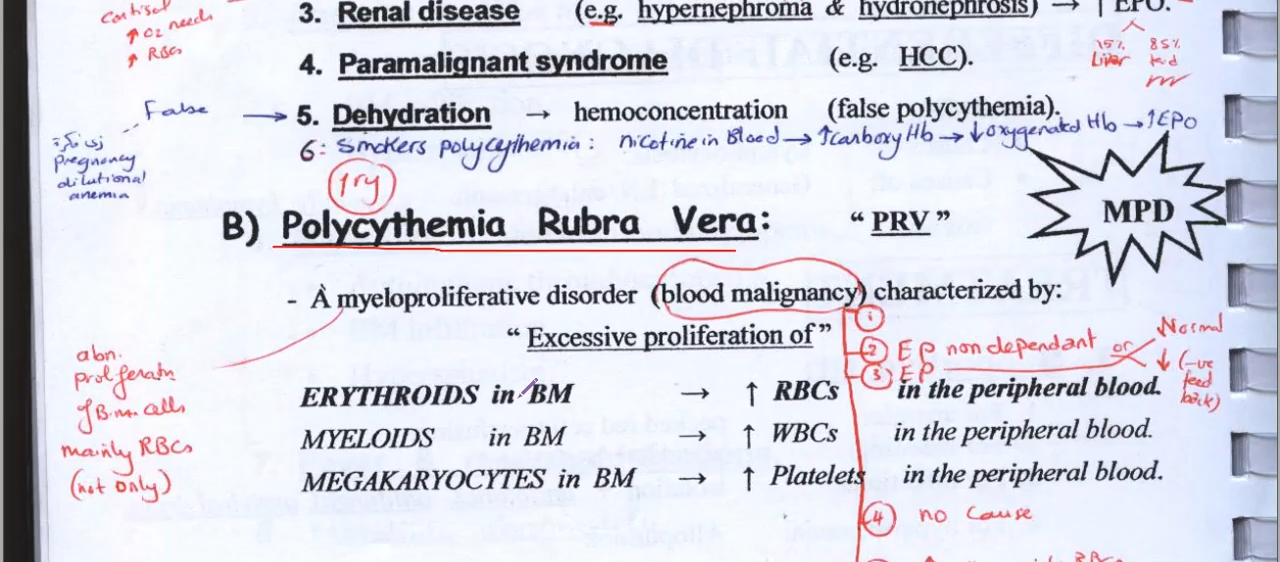 Cortisol
↑ O2 needs
↑ RBCs
3. Renal disease (e.g. hypernephroma & hydronephrosis) → ↑ EPO.
15% Liver
85% kid
4. Paramalignant syndrome (e.g. HCC).
False → 5. Dehydration → hemoconcentration (false polycythemia).
pregnancy
dilutional
anemia
6: Smokers polycythemia: nicotine in Blood → ↑ carboxy Hb → ↓ oxygenated Hb → ↑ EPO
1ry
B) Polycythemia Rubra Vera: “ PRV ”
MPD
- A myeloproliferative disorder (blood malignancy) characterized by:
1
“ Excessive proliferation of ”
2 EP non dependant or
3 EP
Normal
↓ (-ve
feed
back)
abn.
proliferatn
of B.m. cells
mainly RBCs
(not only)
ERYTHROIDS in BM → ↑ RBCs in the peripheral blood.
MYELOIDS in BM → ↑ WBCs in the peripheral blood.
MEGAKARYOCYTES in BM → ↑ Platelets in the peripheral blood.
4 no cause